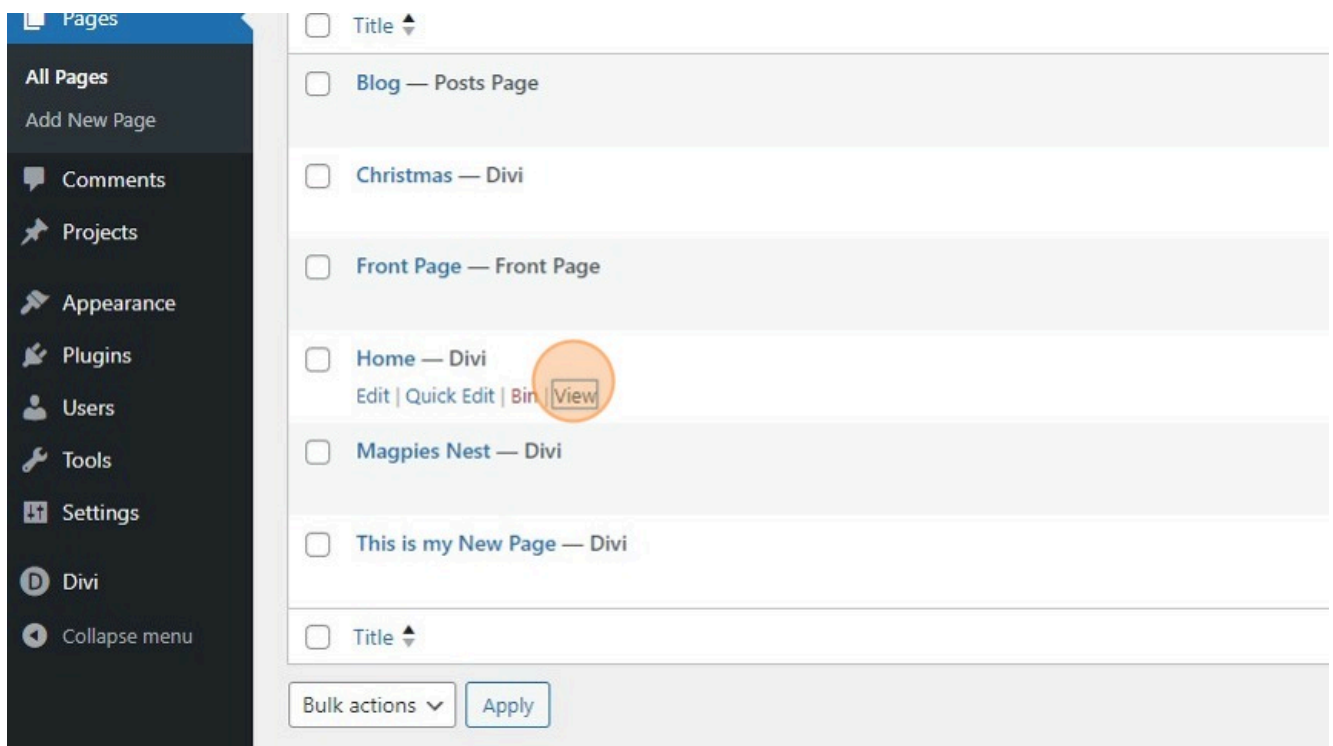 Pages
All Pages
Add New Page
Comments
Projects
Appearance
Plugins
Users
Tools
Settings
Divi
Collapse menu
Title
Blog — Posts Page
Christmas — Divi
Front Page — Front Page
Home — Divi
Edit | Quick Edit | Bin | View
Magpies Nest — Divi
This is my New Page — Divi
Title
Bulk actions
Apply